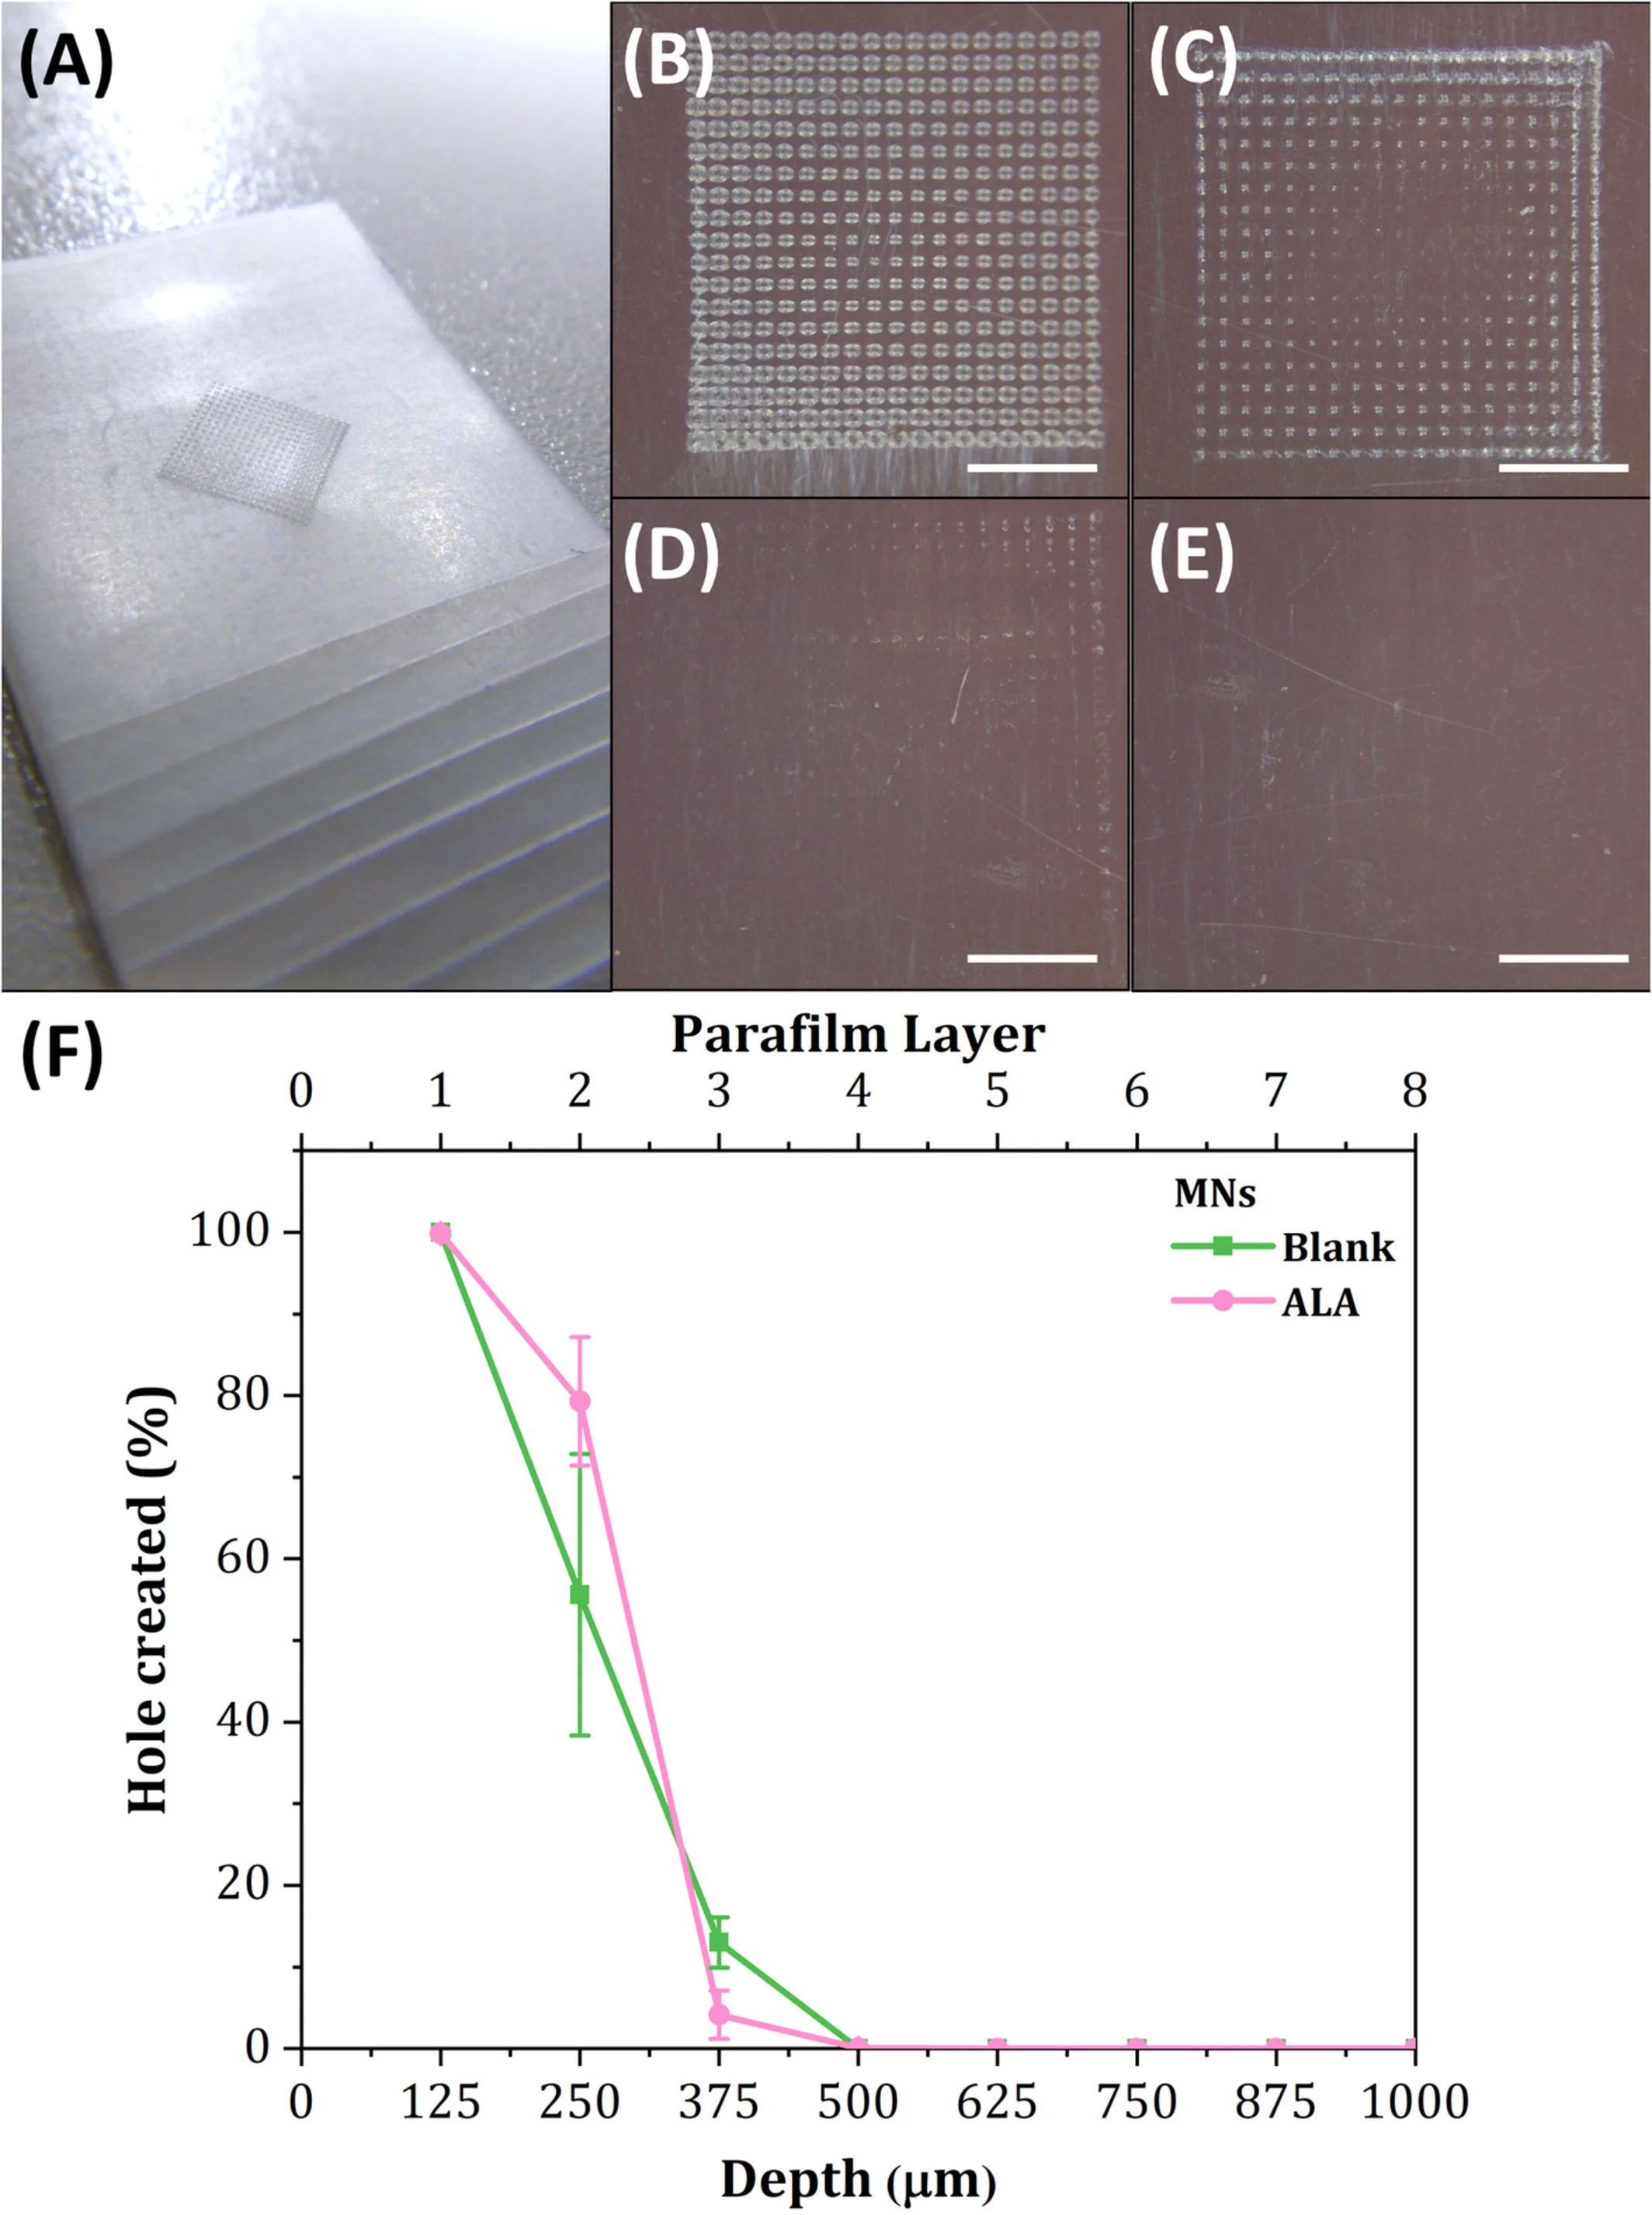 (A)
(B)
(C)
(D)
(E)
(F)
Parafilm Layer
0 1 2 3 4 5 6 7 8
MNs
Blank
ALA
Hole created (%)
100
80
60
40
20
0
0 125 250 375 500 625 750 875 1000
Depth (μm)